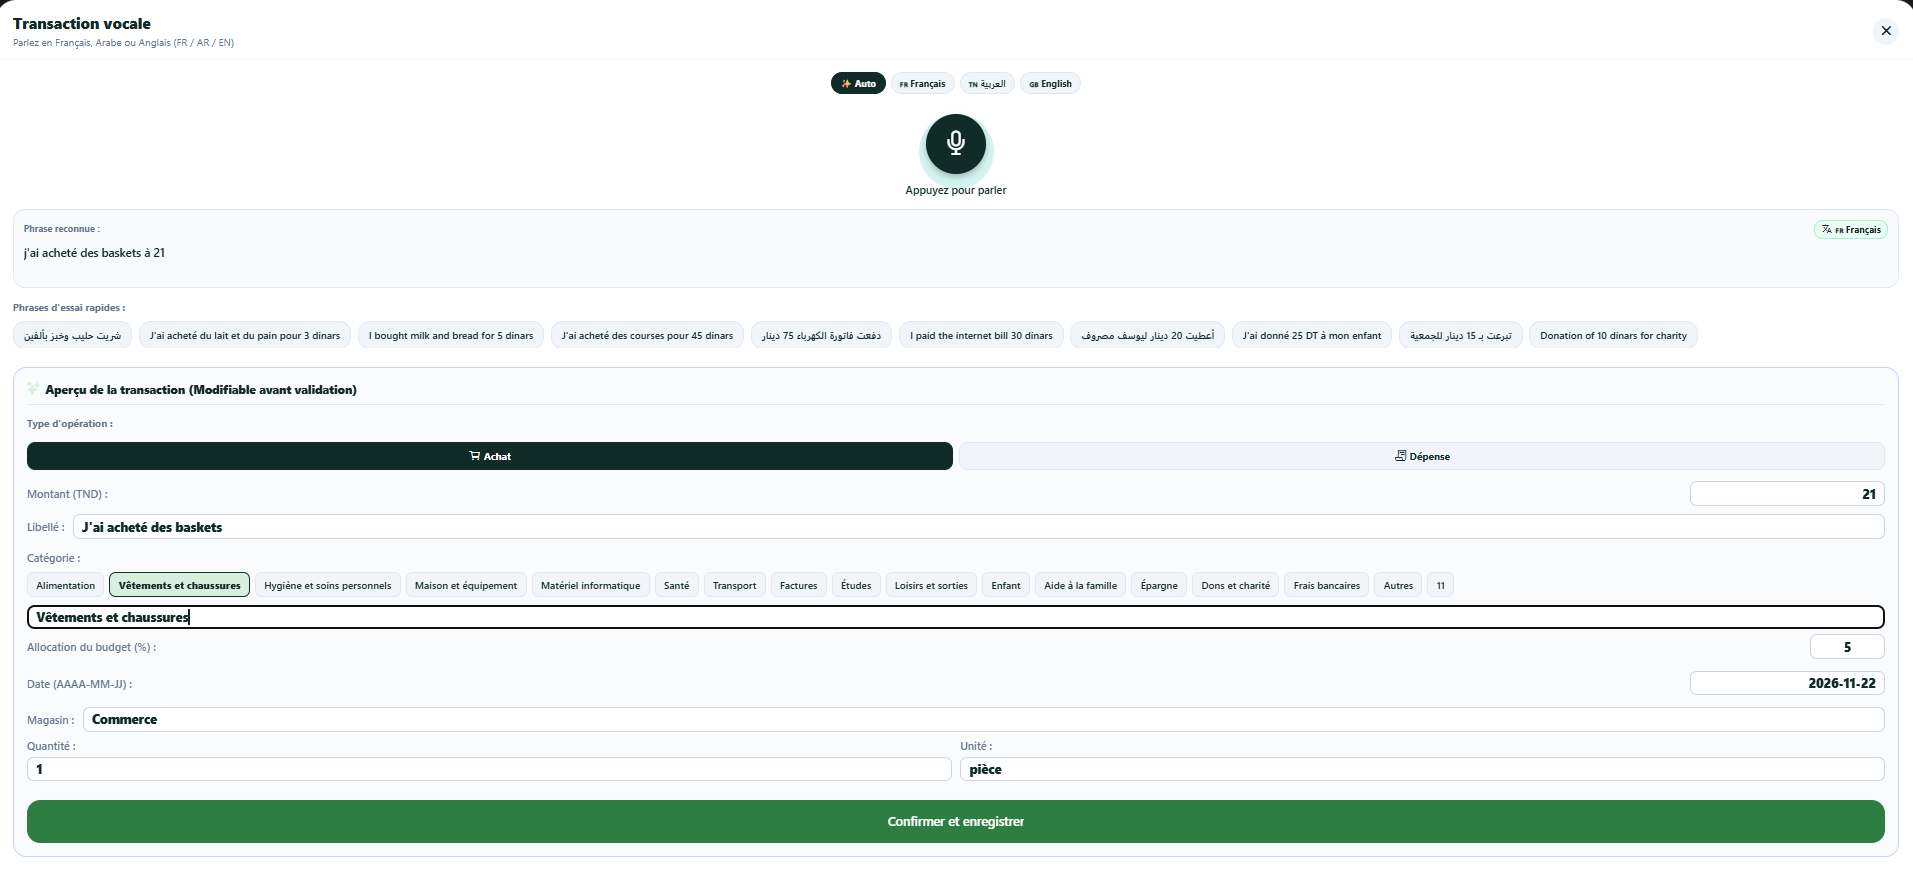 Transaction vocale
Parlez en Français, Arabe ou Anglais (FR / AR / EN)
Auto FR Français TN العربية GB English
Appuyez pour parler
Phrase reconnue :
FR Français
j'ai acheté des baskets à 21
Phrases d'essai rapides :
شريت حليب وخبز بألفين J'ai acheté du lait et du pain pour 3 dinars I bought milk and bread for 5 dinars J'ai acheté des courses pour 45 dinars دفعت فاتورة الكهرباء 75 دينار I paid the internet bill 30 dinars أعطيت 20 دينار ليوسف مصروف J'ai donné 25 DT à mon enfant تبرعت بـ 15 دينار للجمعية Donation of 10 dinars for charity
Aperçu de la transaction (Modifiable avant validation)
Type d'opération :
Achat Dépense
Montant (TND) : 21
Libellé : J'ai acheté des baskets
Catégorie :
Alimentation Vêtements et chaussures Hygiène et soins personnels Maison et équipement Matériel informatique Santé Transport Factures Études Loisirs et sorties Enfant Aide à la famille Épargne Dons et charité Frais bancaires Autres 11
Vêtements et chaussures
Allocation du budget (%) : 5
Date (AAAA-MM-JJ) : 2026-11-22
Magasin : Commerce
Quantité : Unité :
1 pièce
Confirmer et enregistrer